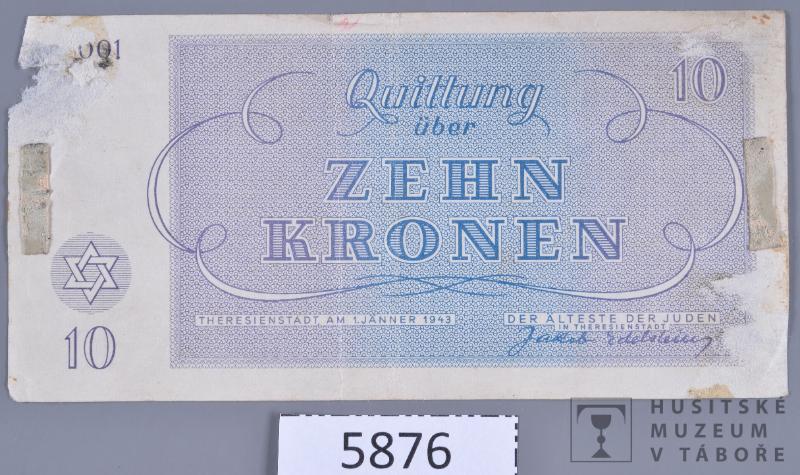 001
10
Quittung
über
ZEHN
KRONEN
THERESIENSTADT AM 1. JÄNNER 1943
DER ÄLTESTE DER JUDEN
IN THERESIENSTADT
Jakob Edelstein
10
5876
HUSITSKÉ
MUZEUM
V TÁBOŘE